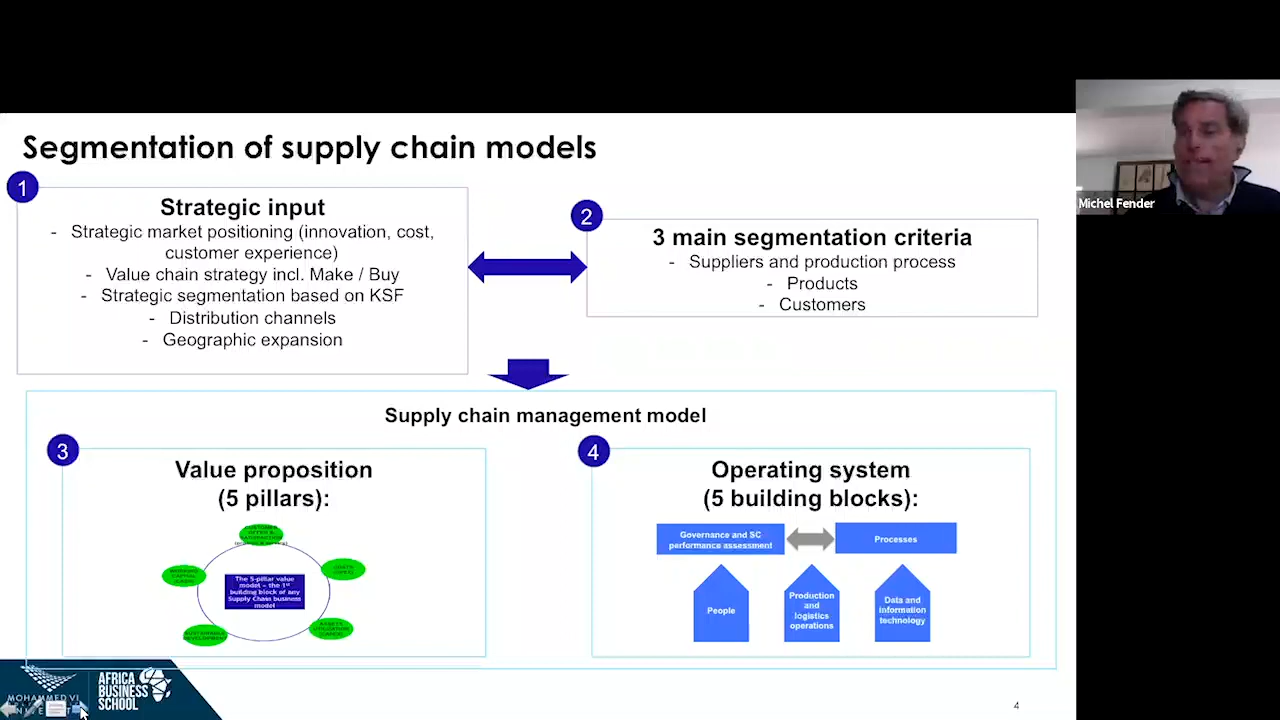 Segmentation of supply chain models
1
Strategic input
- Strategic market positioning (innovation, cost,
customer experience)
- Value chain strategy incl. Make / Buy
- Strategic segmentation based on KSF
- Distribution channels
- Geographic expansion
2
3 main segmentation criteria
- Suppliers and production process
- Products
- Customers
Michel Fender
Supply chain management model
3
Value proposition
(5 pillars):
The 5-pillar value
model – the 1st
building block of any
Supply Chain business
model
SUSTAINABLE
DEVELOPMENT
4
Operating system
(5 building blocks):
Governance and SC
performance assessment
Processes
People
Production
and
logistics
operations
Data and
information
technology
MOHAMMED VI
AFRICA
BUSINESS
SCHOOL
4